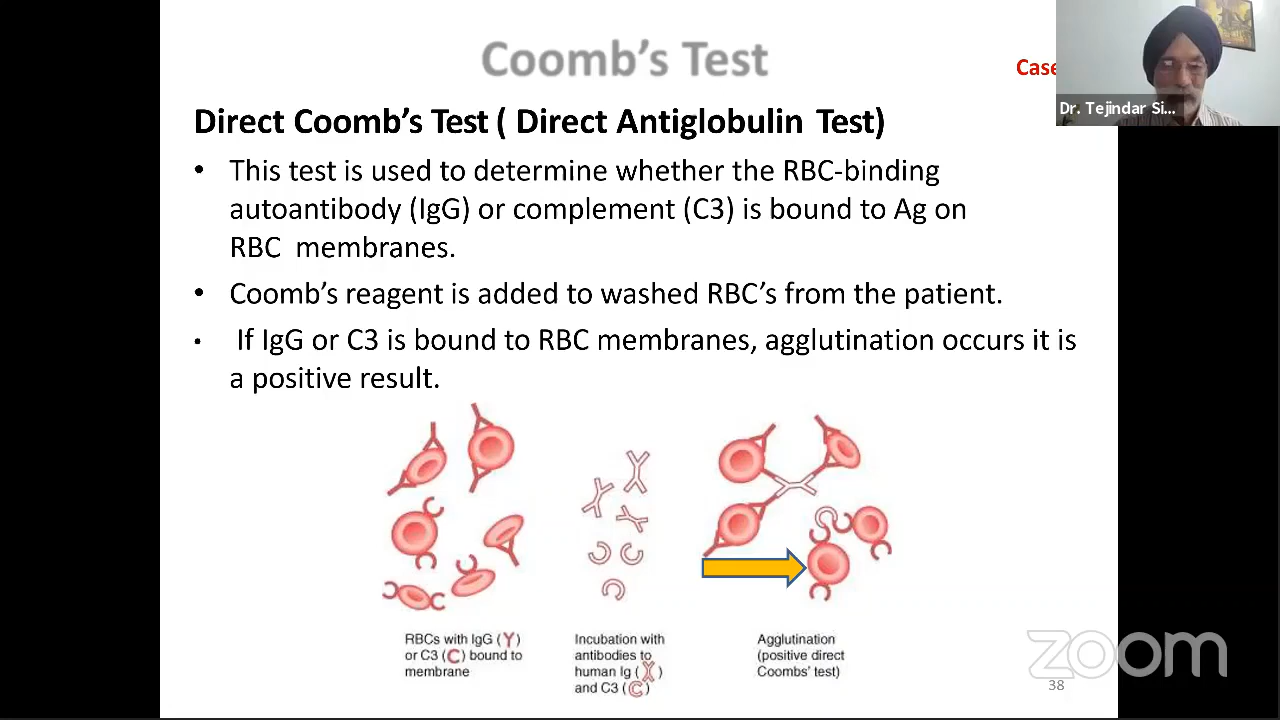 Coomb’s Test
Case
Dr. Tejindar Si...
Direct Coomb’s Test ( Direct Antiglobulin Test)
• This test is used to determine whether the RBC-binding
autoantibody (IgG) or complement (C3) is bound to Ag on
RBC membranes.
• Coomb’s reagent is added to washed RBC’s from the patient.
• If IgG or C3 is bound to RBC membranes, agglutination occurs it is
a positive result.
RBCs with IgG (Y)
or C3 (C) bound to
membrane
Incubation with
antibodies to
human Ig (Y)
and C3 (C)
Agglutination
(positive direct
Coombs’ test)
zoom
38